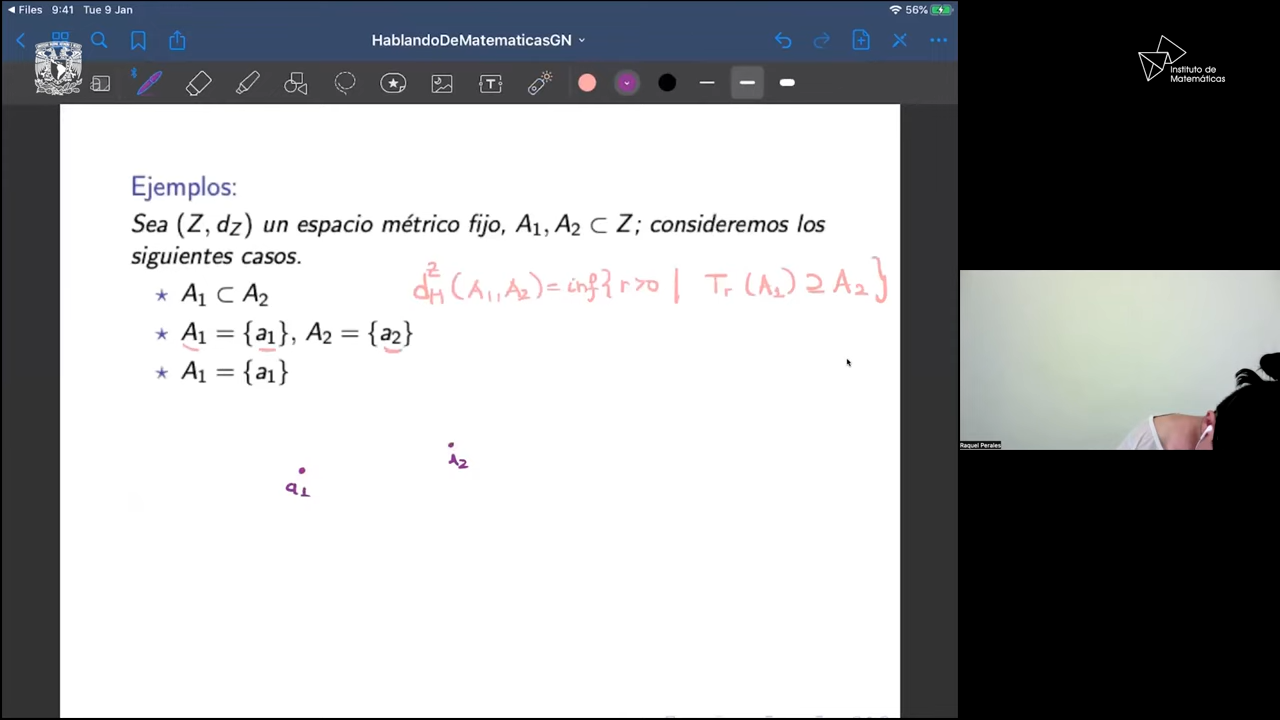 Files 9:41 Tue 9 Jan 56%
HablandoDeMatematicasGN
Instituto de
Matemáticas
Ejemplos:
Sea (Z, d_Z) un espacio métrico fijo, A₁, A₂ ⊂ Z; consideremos los
siguientes casos.
d_H^Z (A₁, A₂) = inf{ r>0 | T_r (A₁) ⊇ A₂ }
⋆ A₁ ⊂ A₂
⋆ A₁ = {a₁}, A₂ = {a₂}
⋆ A₁ = {a₁}
a₁
Raquel Perales